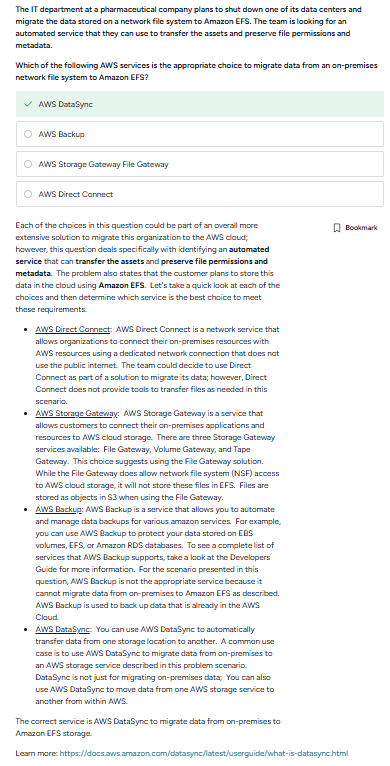 The IT department at a pharmaceutical company plans to shut down one of its data centers and
migrate the data stored on a network file system to Amazon EFS. The team is looking for an
automated service that they can use to transfer the assets and preserve file permissions and
metadata.
Which of the following AWS services is the appropriate choice to migrate data from an on-premises
network file system to Amazon EFS?
AWS DataSync
AWS Backup
AWS Storage Gateway File Gateway
AWS Direct Connect
Each of the choices in this question could be part of an overall more
extensive solution to migrate this organization to the AWS cloud;
however, this question deals specifically with identifying an automated
service that can transfer the assets and preserve file permissions and
metadata. The problem also states that the customer plans to store this
data in the cloud using Amazon EFS. Let's take a quick look at each of the
choices and then determine which service is the best choice to meet
these requirements.
Bookmark
• AWS Direct Connect: AWS Direct Connect is a network service that
allows organizations to connect their on-premises resources with
AWS resources using a dedicated network connection that does not
use the public internet. The team could decide to use Direct
Connect as part of a solution to migrate its data; however, Direct
Connect does not provide tools to transfer files as needed in this
scenario.
• AWS Storage Gateway: AWS Storage Gateway is a service that
allows customers to connect their on-premises applications and
resources to AWS cloud storage. There are three Storage Gateway
services available: File Gateway, Volume Gateway, and Tape
Gateway. This choice suggests using the File Gateway solution.
While the File Gateway does allow network file system (NSF) access
to AWS cloud storage, it will not store these files in EFS. Files are
stored as objects in S3 when using the File Gateway.
• AWS Backup: AWS Backup is a service that allows you to automate
and manage data backups for various amazon services. For example,
you can use AWS Backup to protect your data stored on EBS
volumes, EFS, or Amazon RDS databases. To see a complete list of
services that AWS Backup supports, take a look at the Developers
Guide for more information. For the scenario presented in this
question, AWS Backup is not the appropriate service because it
cannot migrate data from on-premises to Amazon EFS as described.
AWS Backup is used to back up data that is already in the AWS
Cloud.
• AWS DataSync: You can use AWS DataSync to automatically
transfer data from one storage location to another. A common use
case is to use AWS DataSync to migrate data from on-premises to
an AWS storage service described in this problem scenario.
DataSync is not just for migrating on-premises data; You can also
use AWS DataSync to move data from one AWS storage service to
another from within AWS.
The correct service is AWS DataSync to migrate data from on-premises to
Amazon EFS storage.
Learn more: https://docs.aws.amazon.com/datasync/latest/userguide/what-is-datasync.html